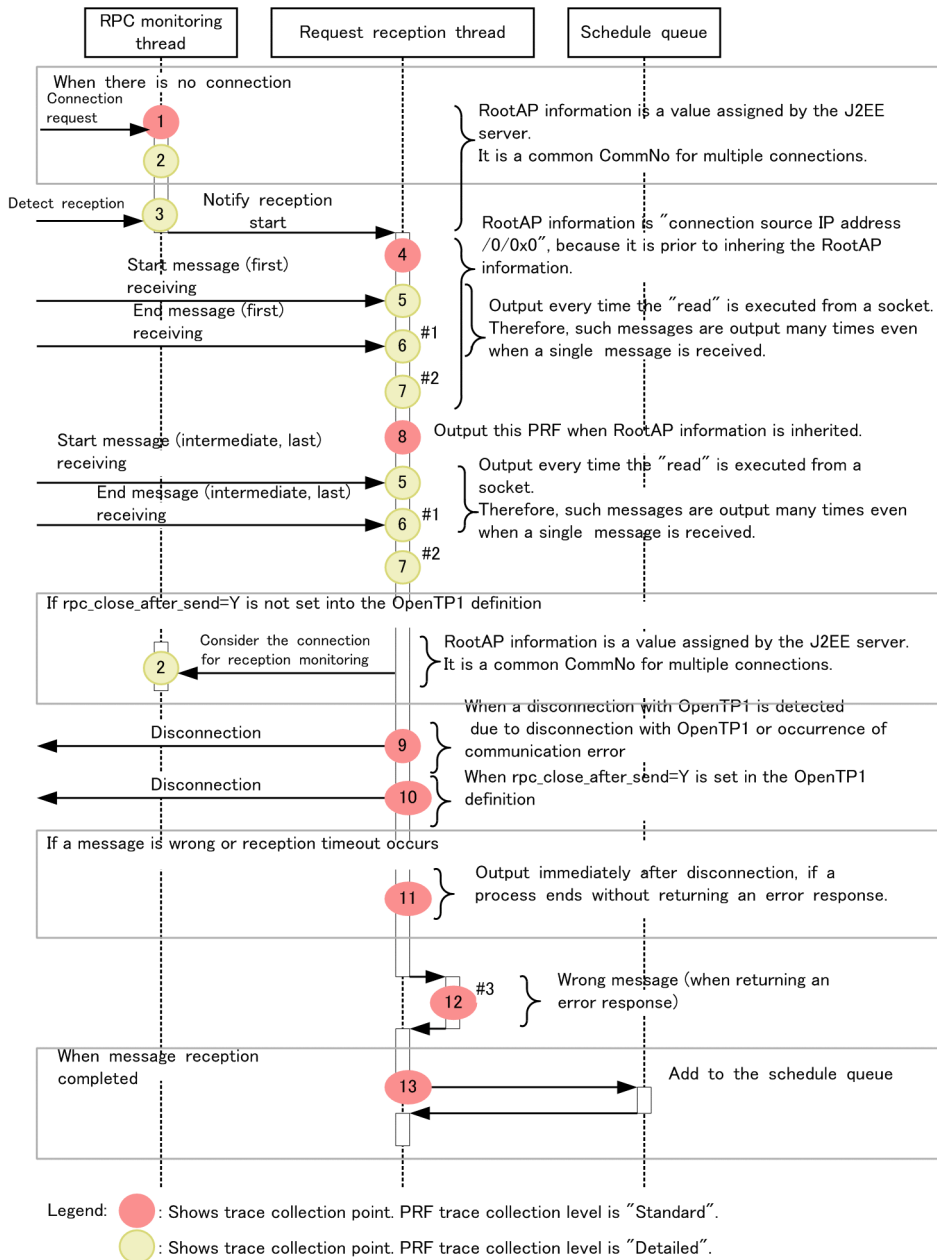 RPC monitoring
thread
Request reception thread
Schedule queue
When there is no connection
Connection
request
1
RootAP information is a value assigned by the J2EE
server.
It is a common CommNo for multiple connections.
2
Detect reception
3
Notify reception
start
RootAP information is "connection source IP address
/0/0x0", because it is prior to inhering the RootAP
information.
4
Start message (first)
receiving
5
Output every time the "read" is executed from a socket.
Therefore, such messages are output many times even
when a single message is received.
End message (first)
receiving
6
#1
7
#2
8
Output this PRF when RootAP information is inherited.
Start message (intermediate, last)
receiving
5
Output every time the "read" is executed from a
socket.
Therefore, such messages are output many times even
when a single message is received.
End message (intermediate, last)
receiving
6
#1
7
#2
If rpc_close_after_send=Y is not set into the OpenTP1 definition
Consider the connection
for reception monitoring
2
RootAP information is a value assigned by the J2EE server.
It is a common CommNo for multiple connections.
Disconnection
9
When a disconnection with OpenTP1 is detected
due to disconnection with OpenTP1 or occurrence of
communication error
Disconnection
10
When rpc_close_after_send=Y is set in the OpenTP1
definition
If a message is wrong or reception timeout occurs
11
Output immediately after disconnection, if a
process ends without returning an error response.
12
#3
Wrong message (when returning an
error response)
When message reception
completed
13
Add to the schedule queue
Legend:
: Shows trace collection point. PRF trace collection level is "Standard".
: Shows trace collection point. PRF trace collection level is "Detailed".